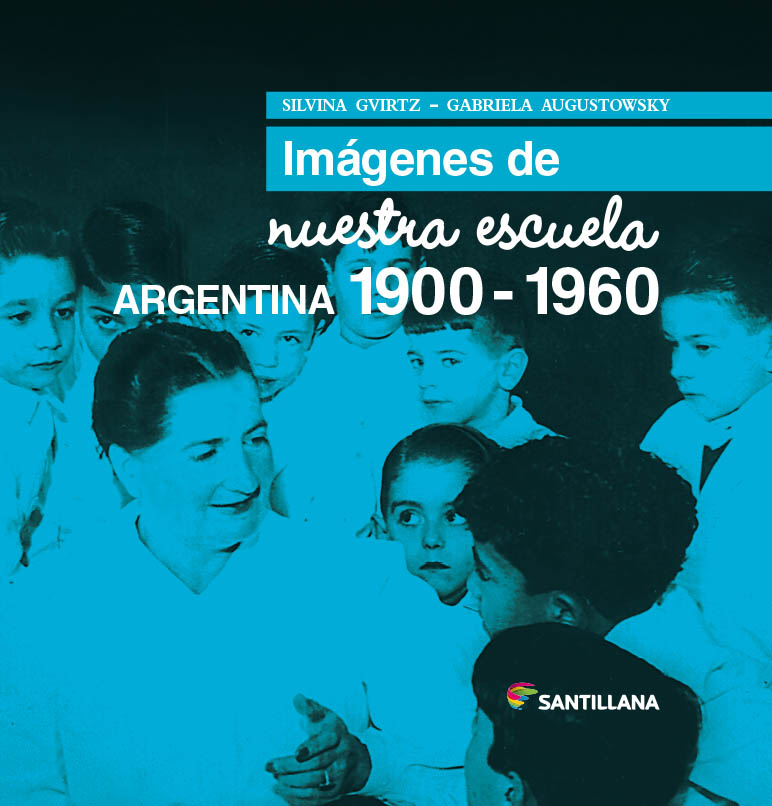 SILVINA GVIRTZ – GABRIELA AUGUSTOWSKY
Imágenes de
nuestra escuela
ARGENTINA 1900 - 1960
SANTILLANA